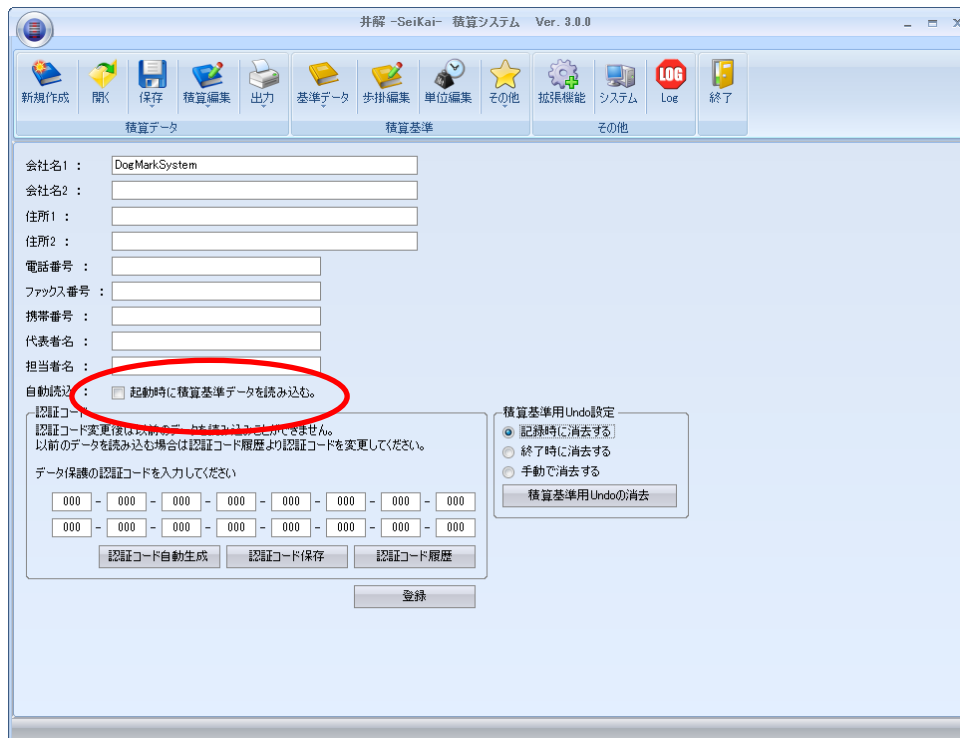 井解 -SeiKai- 積算システム Ver. 3.0.0
新規作成 開く 保存 積算編集 出力 基準データ 歩掛編集 単位編集 その他 拡張機能 システム LOG Log 終了
積算データ 積算基準 その他
会社名1 : DogMarkSystem
会社名2 :
住所1 :
住所2 :
電話番号 :
ファックス番号 :
携帯番号 :
代表者名 :
担当者名 :
自動読込 : 起動時に積算基準データを読み込む。
認証コード
認証コード変更後は以前のデータを読み込みことができません。
以前のデータを読み込む場合は認証コード履歴より認証コードを変更してください。
データ保護の認証コードを入力してください
000 - 000 - 000 - 000 - 000 - 000 - 000 - 000
000 - 000 - 000 - 000 - 000 - 000 - 000 - 000
認証コード自動生成 認証コード保存 認証コード履歴
登録
積算基準用Undo設定
記録時に消去する
終了時に消去する
手動で消去する
積算基準用Undoの消去